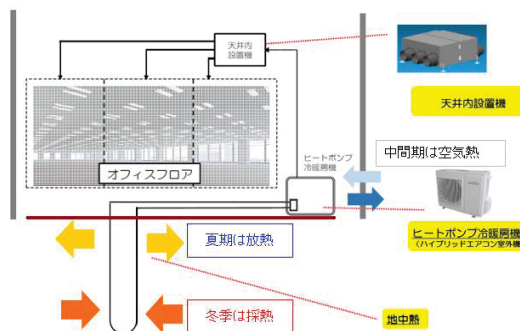 天井内
設置機
天井内設置機
ヒートポンプ
冷暖房機
中間期は空気熱
オフィスフロア
夏期は放熱
ヒートポンプ冷暖房機
(ハイブリッドエアコン室外機)
冬季は採熱
地中熱